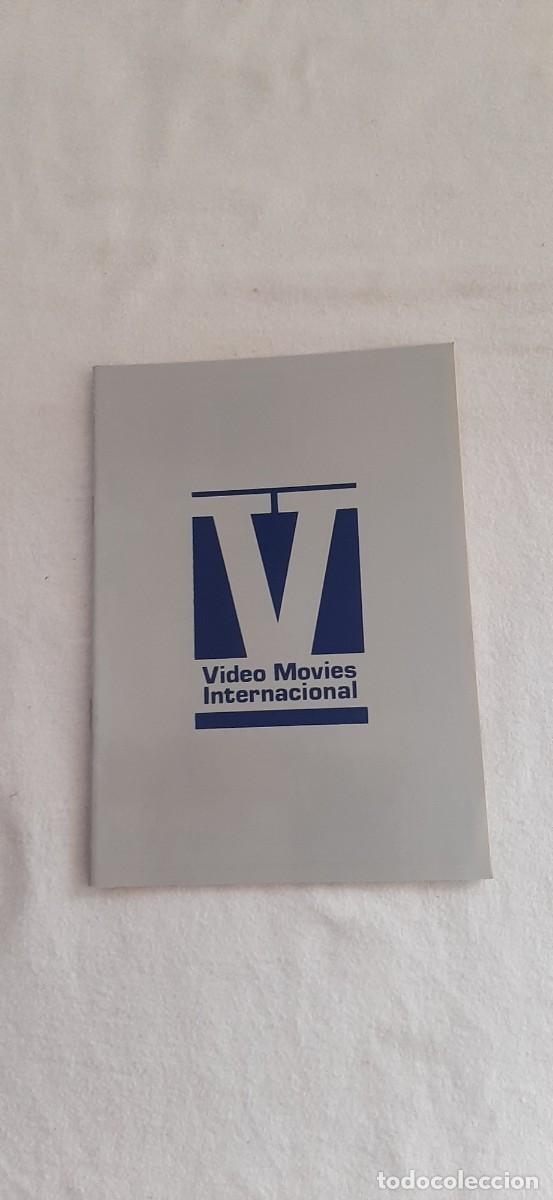 V
Video Movies
Internacional
todocoleccion